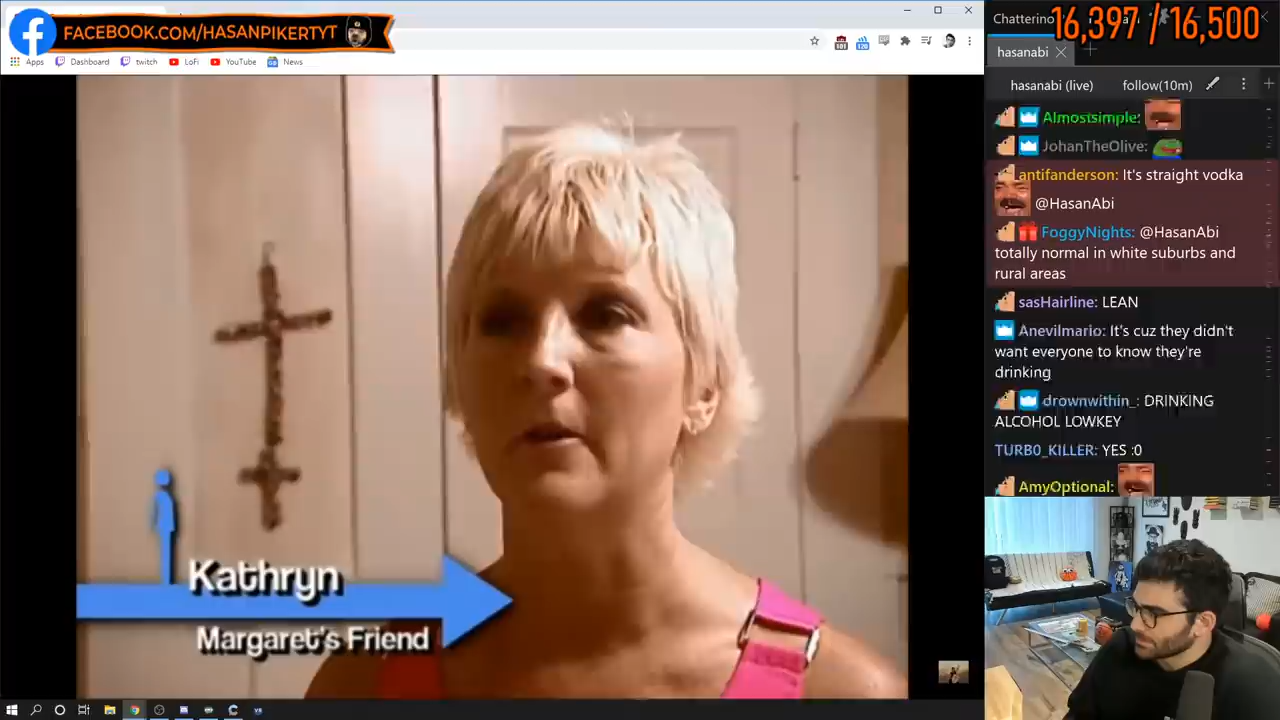 FACEBOOK.COM/HASANPIKERTYT
Apps Dashboard twitch LoFi YouTube News
Kathryn
Margaret's Friend
Chatterino
16,397 / 16,500
hasanabi
hasanabi (live) follow(10m)
Almostsimple:
JohanTheOlive:
antifanderson: It's straight vodka
@HasanAbi
FoggyNights: @HasanAbi
totally normal in white suburbs and
rural areas
sasHairline: LEAN
Anevilmario: It's cuz they didn't
want everyone to know they're
drinking
drownwithin_: DRINKING
ALCOHOL LOWKEY
TURB0_KILLER: YES :0
AmyOptional: